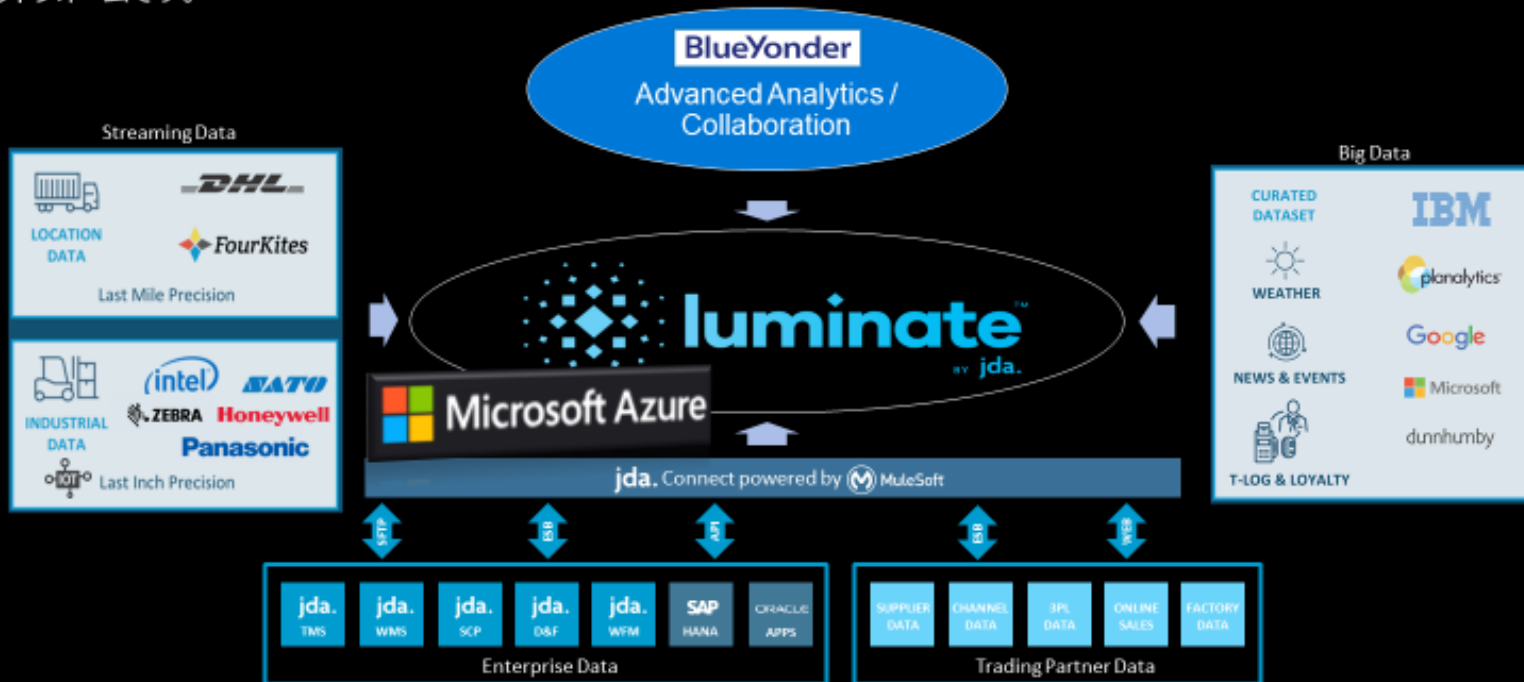 BlueYonder
Advanced Analytics /
Collaboration
Streaming Data
LOCATION
DATA
DHL
FourKites
Last Mile Precision
INDUSTRIAL
DATA
intel
SATO
ZEBRA
Honeywell
Panasonic
IOT
Last Inch Precision
luminate™
BY jda.
Microsoft Azure
jda. Connect powered by MuleSoft
Big Data
CURATED
DATASET
IBM
WEATHER
planalytics
NEWS & EVENTS
Google
Microsoft
T-LOG & LOYALTY
dunnhumby
SFTP
ESB
API
ESB
WEB
jda.
TMS
jda.
WMS
jda.
SCP
jda.
D&F
jda.
WFM
SAP
HANA
ORACLE
APPS
Enterprise Data
SUPPLIER
DATA
CHANNEL
DATA
3PL
DATA
ONLINE
SALES
FACTORY
DATA
Trading Partner Data